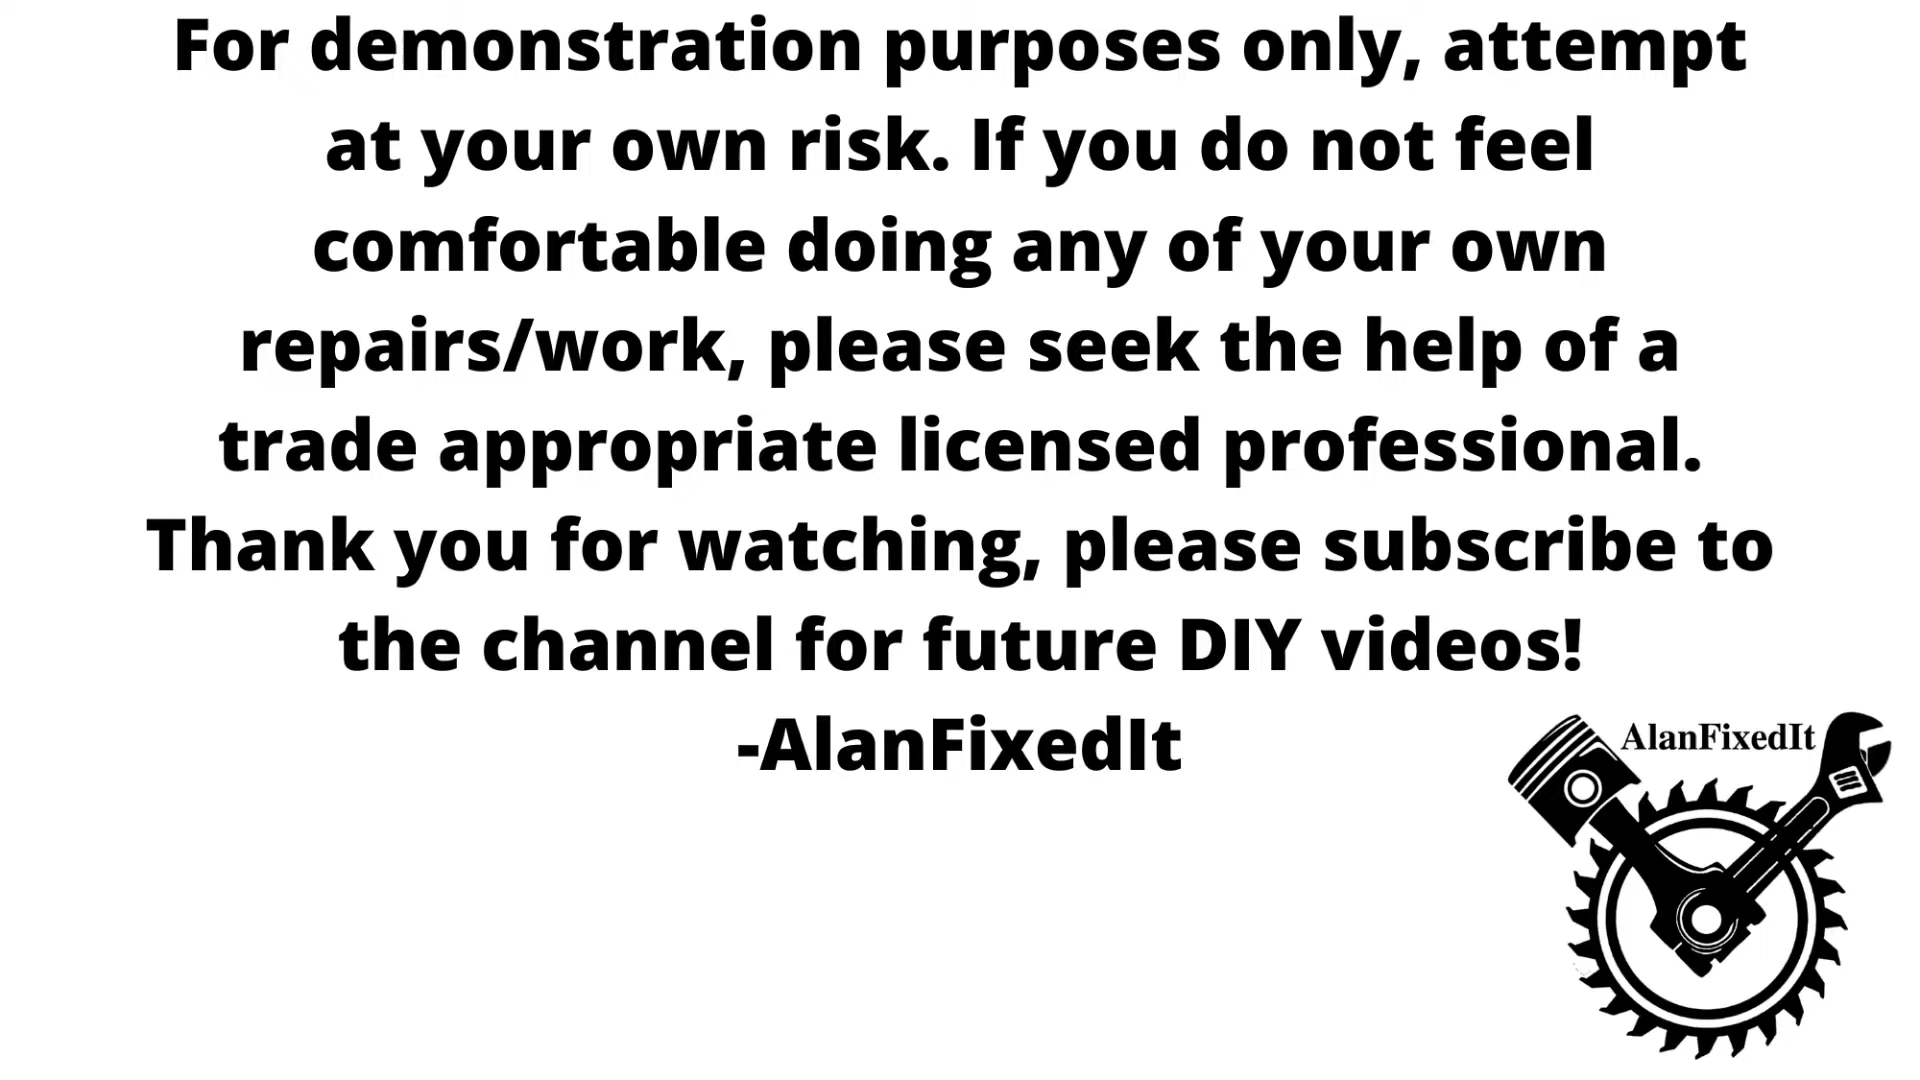 For demonstration purposes only, attempt
at your own risk. If you do not feel
comfortable doing any of your own
repairs/work, please seek the help of a
trade appropriate licensed professional.
Thank you for watching, please subscribe to
the channel for future DIY videos!
-AlanFixedIt
AlanFixedIt